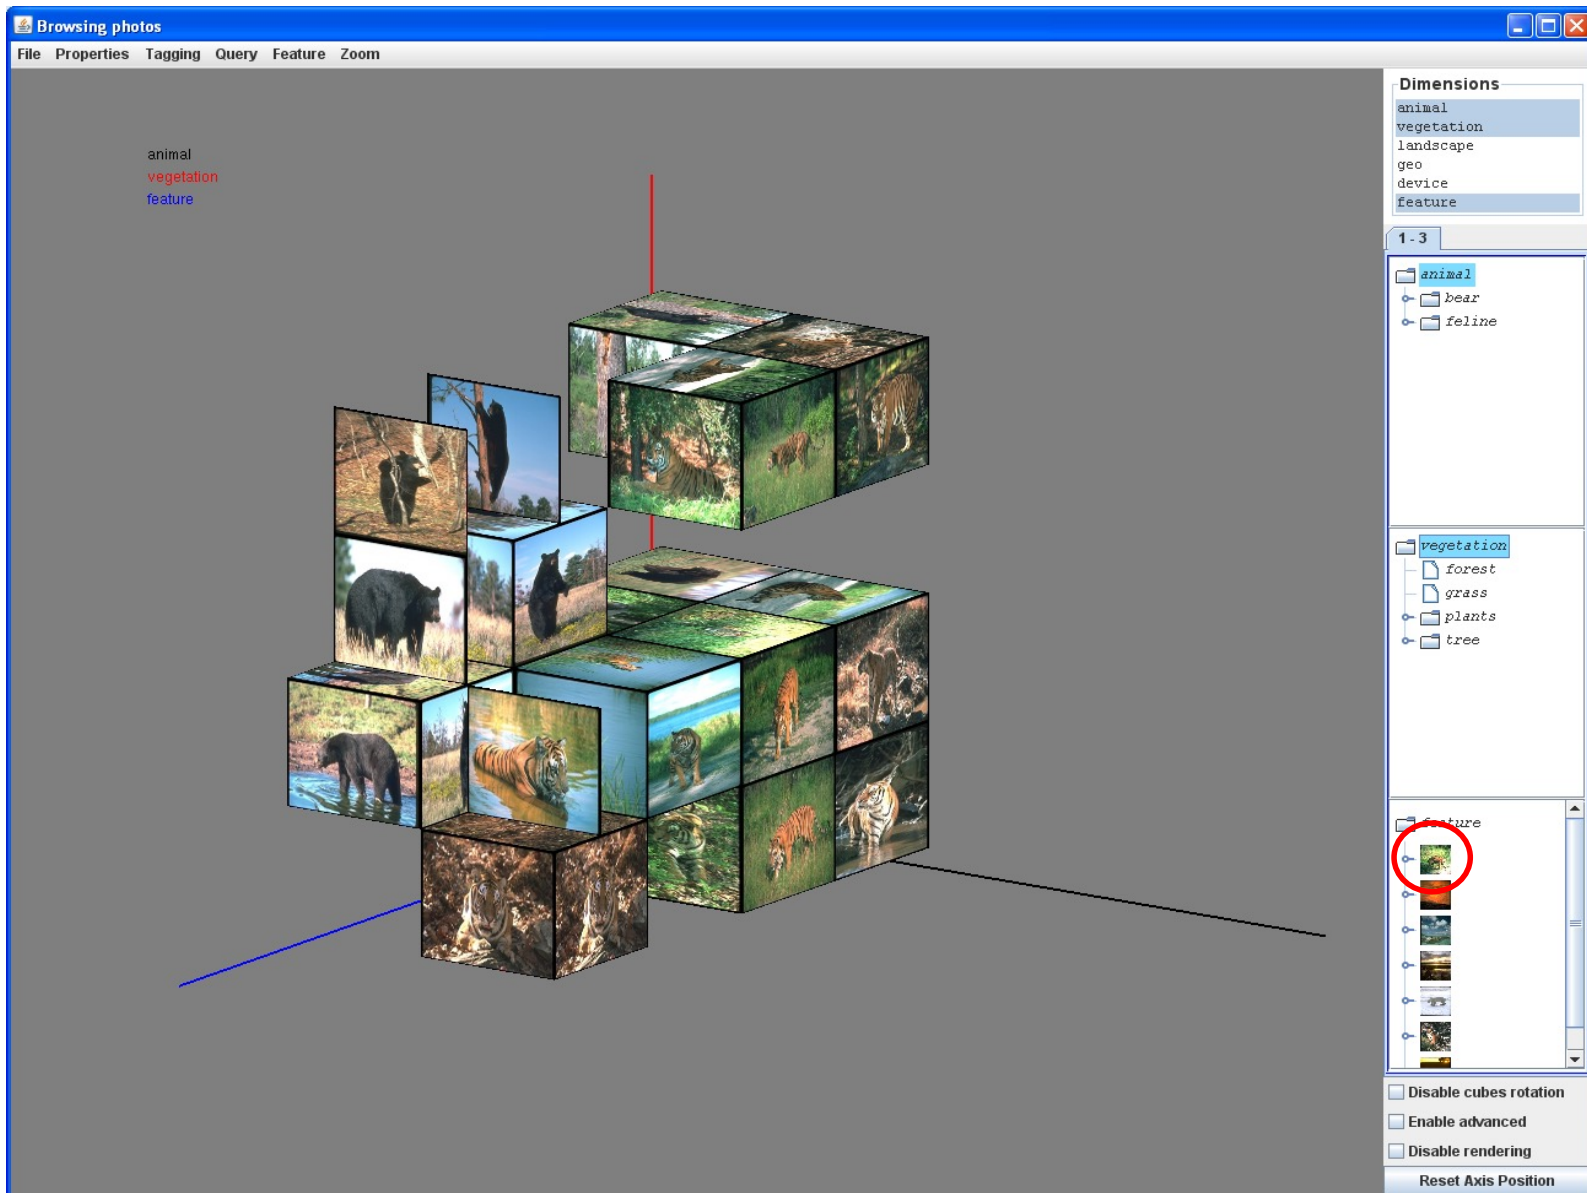 Browsing photos
File Properties Tagging Query Feature Zoom
animal
vegetation
feature
Dimensions
animal
vegetation
landscape
geo
device
feature
1 - 3
animal
bear
feline
vegetation
forest
grass
plants
tree
feature
Disable cubes rotation
Enable advanced
Disable rendering
Reset Axis Position